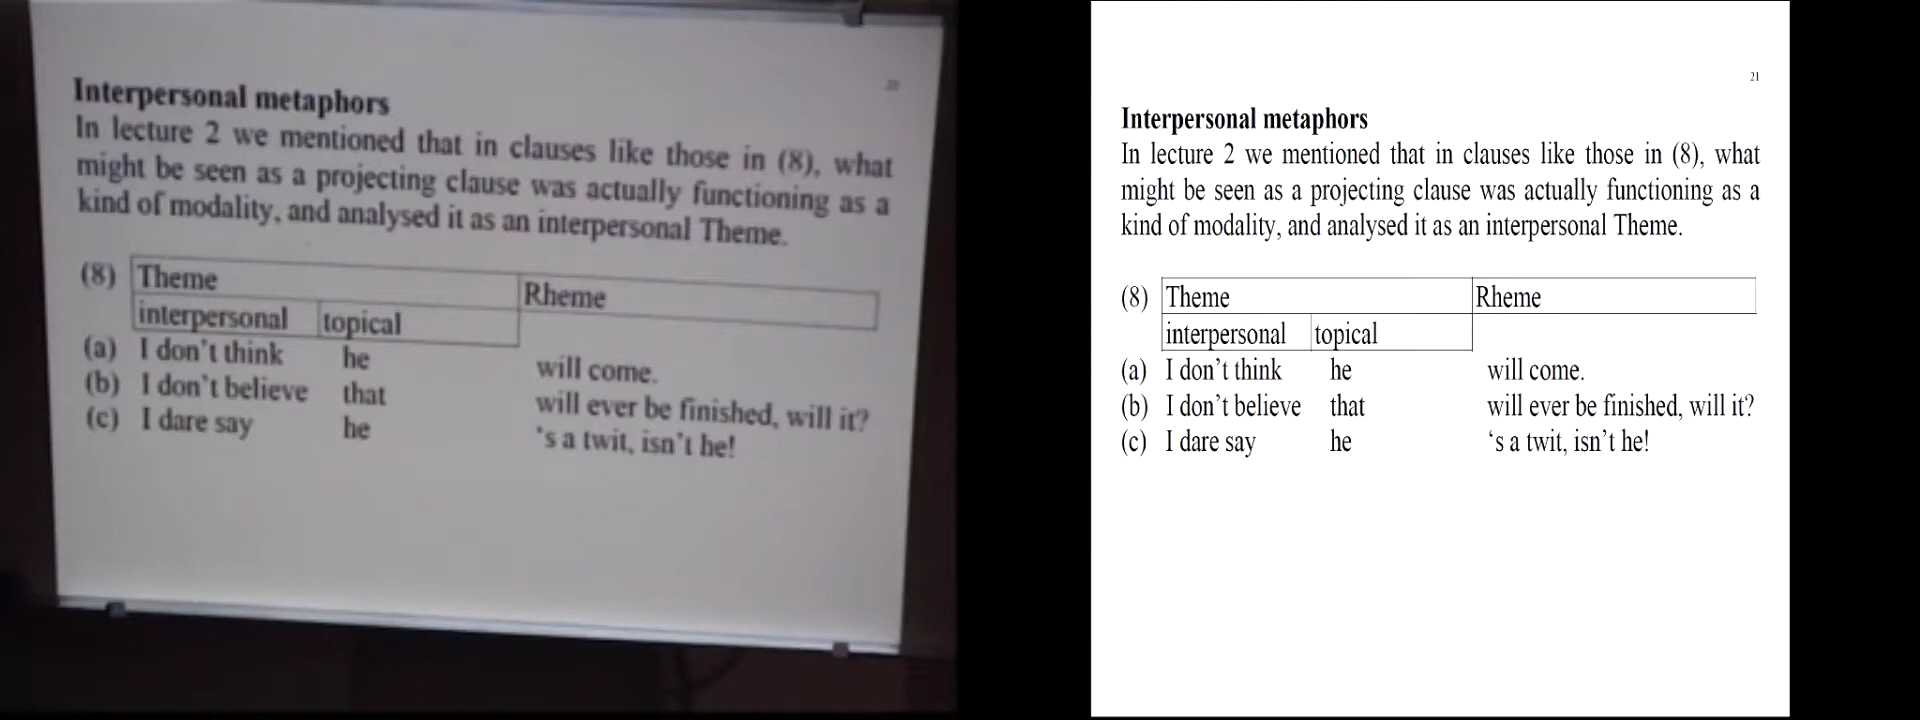 Interpersonal metaphors
In lecture 2 we mentioned that in clauses like those in (8), what
might be seen as a projecting clause was actually functioning as a
kind of modality, and analysed it as an interpersonal Theme.
(8) Theme Rheme
interpersonal topical
(a) I don't think he will come.
(b) I don't believe that will ever be finished, will it?
(c) I dare say he 's a twit, isn't he!
21
Interpersonal metaphors
In lecture 2 we mentioned that in clauses like those in (8), what
might be seen as a projecting clause was actually functioning as a
kind of modality, and analysed it as an interpersonal Theme.
(8) Theme Rheme
interpersonal topical
(a) I don’t think he will come.
(b) I don’t believe that will ever be finished, will it?
(c) I dare say he ‘s a twit, isn’t he!